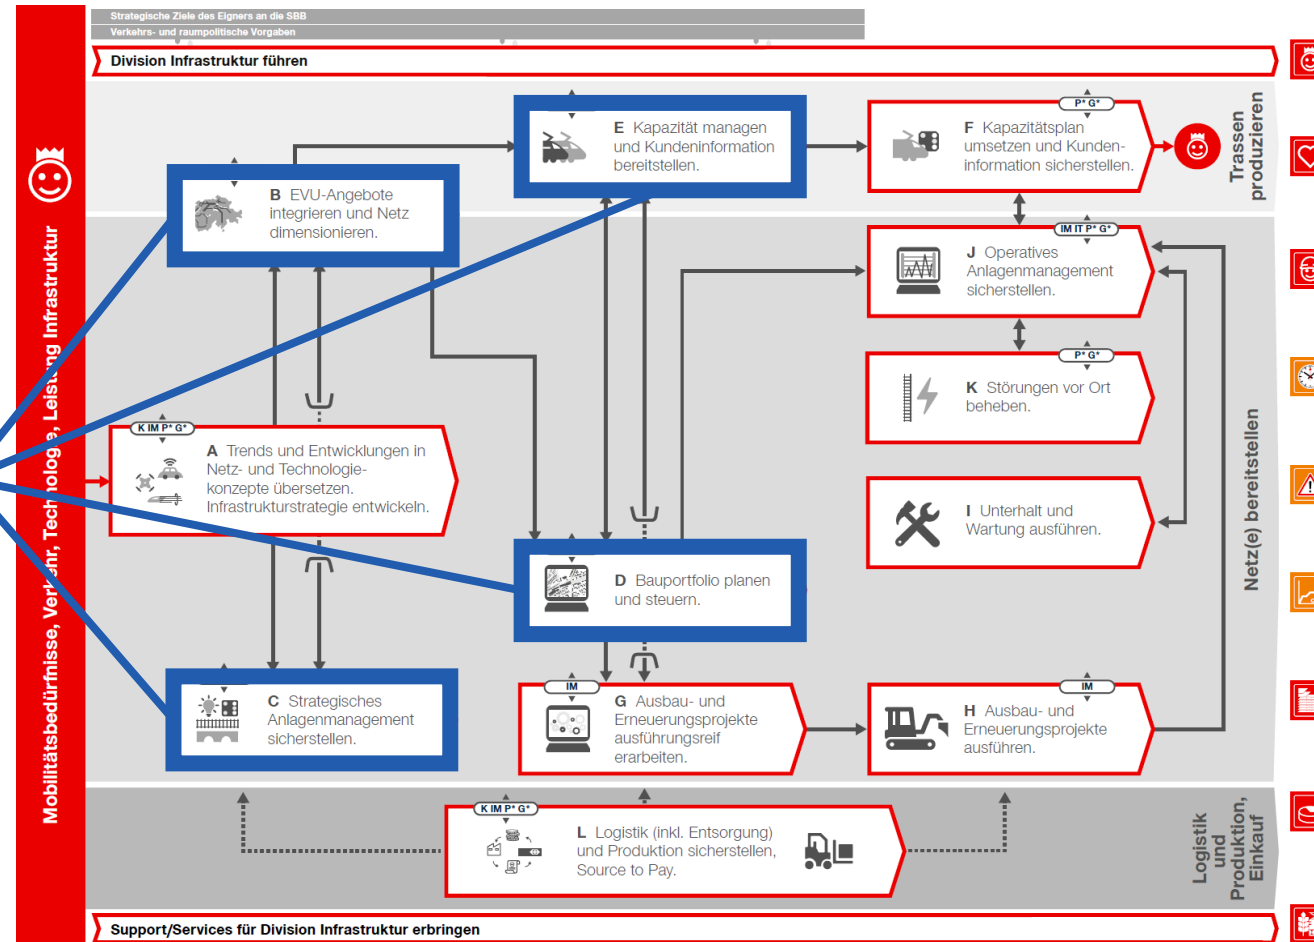 Strategische Ziele des Eigners an die SBB
Verkehrs- und raumpolitische Vorgaben
Division Infrastruktur führen
Mobilitätsbedürfnisse, Verkehr, Technologie, Leistung Infrastruktur
E Kapazität managen
und Kundeninformation
bereitstellen.
P* G*
F Kapazitätsplan
umsetzen und Kunden-
information sicherstellen.
Trassen
produzieren
B EVU-Angebote
integrieren und Netz
dimensionieren.
IM IT P* G*
J Operatives
Anlagenmanagement
sicherstellen.
P* G*
K Störungen vor Ort
beheben.
K IM P* G*
A Trends und Entwicklungen in
Netz- und Technologie-
konzepte übersetzen.
Infrastrukturstrategie entwickeln.
I Unterhalt und
Wartung ausführen.
Netz(e) bereitstellen
D Bauportfolio planen
und steuern.
C Strategisches
Anlagenmanagement
sicherstellen.
IM
G Ausbau- und
Erneuerungsprojekte
ausführungsreif
erarbeiten.
IM
H Ausbau- und
Erneuerungsprojekte
ausführen.
K IM P* G*
L Logistik (inkl. Entsorgung)
und Produktion sicherstellen,
Source to Pay.
Logistik
und
Produktion,
Einkauf
Support/Services für Division Infrastruktur erbringen